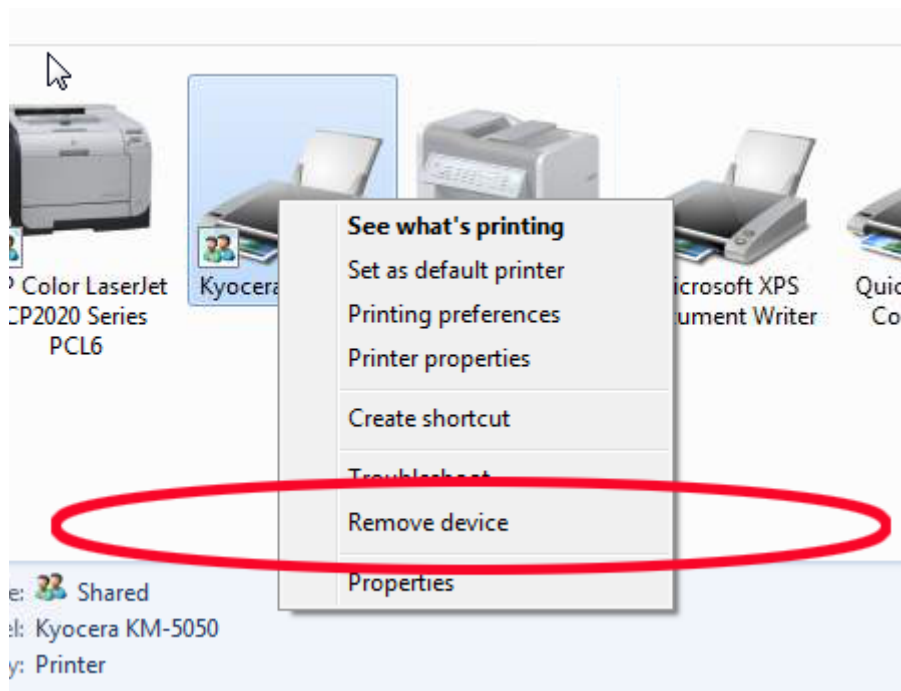 Color LaserJet
CP2020 Series
PCL6
Kyocera
See what's printing
Set as default printer
Printing preferences
Printer properties
Create shortcut
Troubleshoot
Remove device
Properties
icrosoft XPS
ument Writer
Quic
Co
e: Shared
el: Kyocera KM-5050
y: Printer